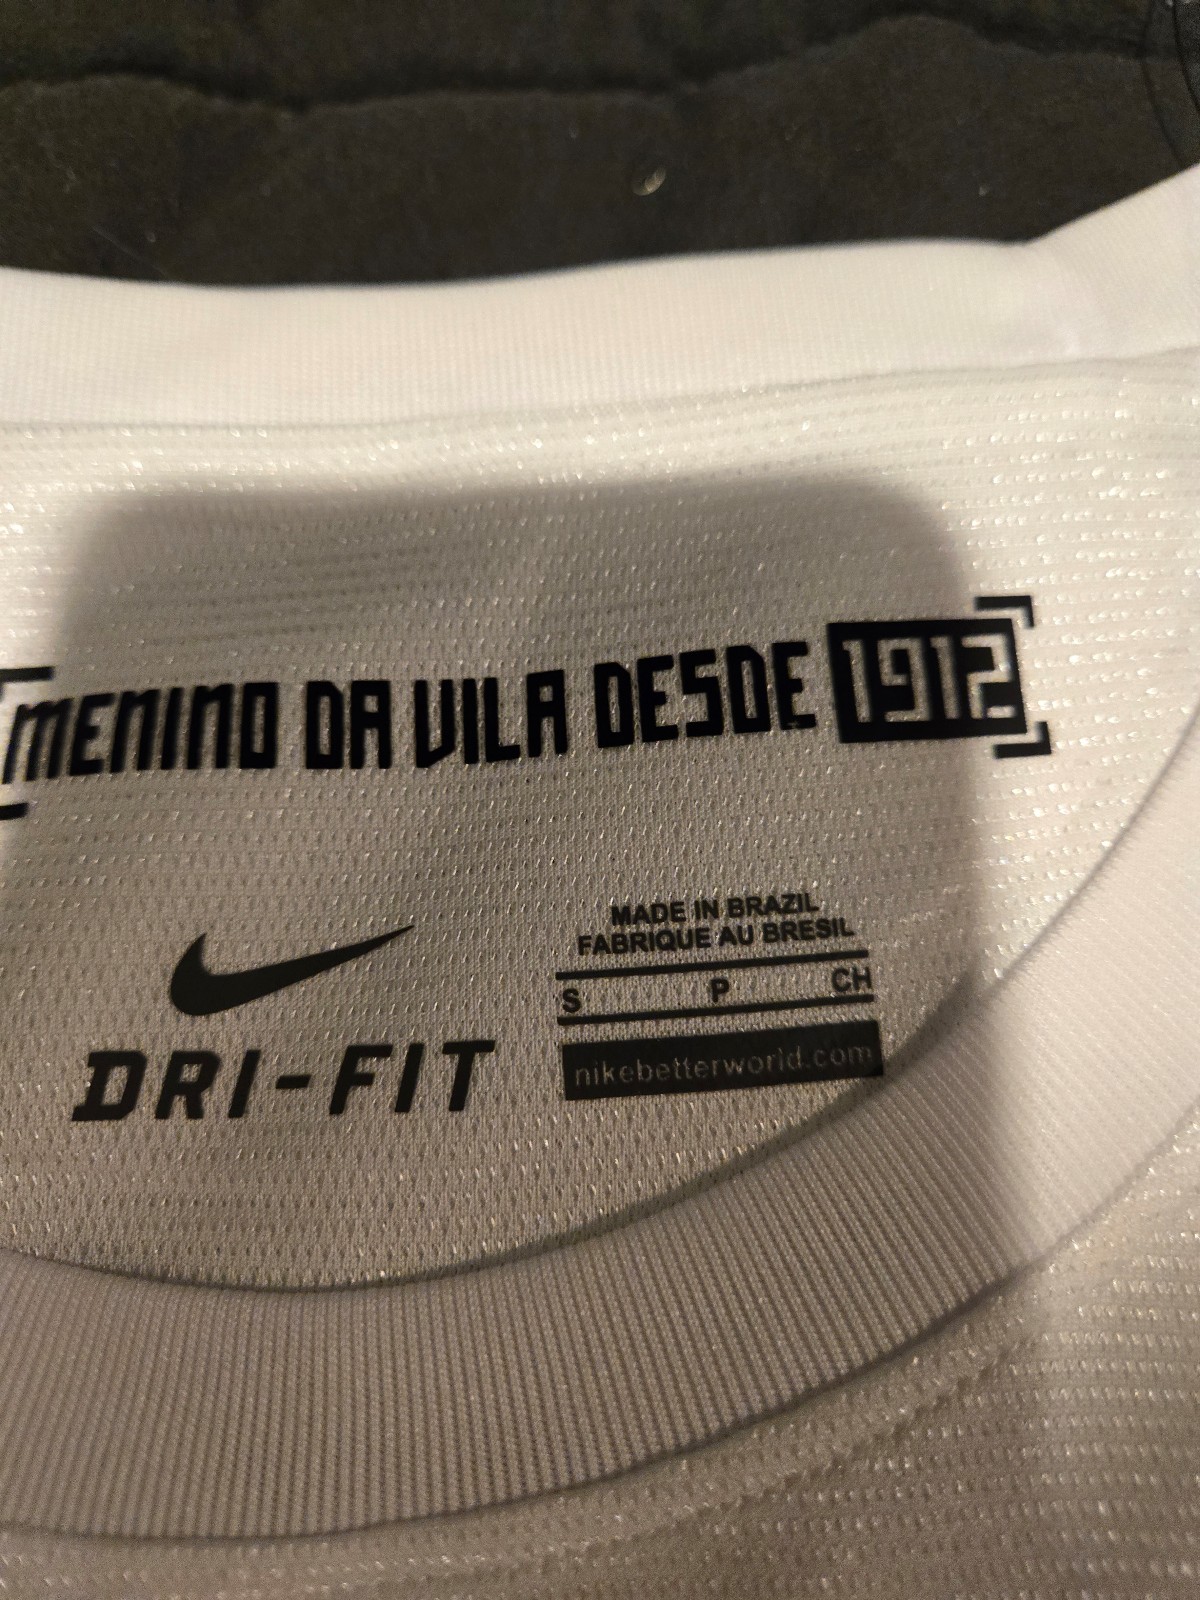 MENINO DA VILA DESDE 1912
DRI-FIT
MADE IN BRAZIL
FABRIQUE AU BRESIL
S P CH
nikebetterworld.com